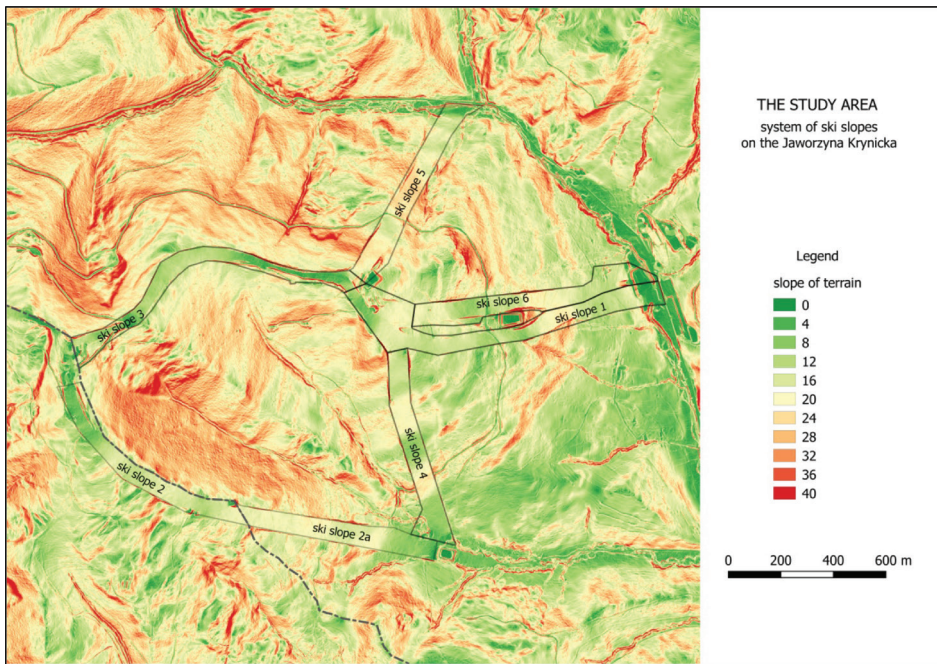 THE STUDY AREA
system of ski slopes
on the Jaworzyna Krynicka
ski slope 5
ski slope 6
ski slope 1
ski slope 3
ski slope 4
ski slope 2
ski slope 2a
Legend
slope of terrain
0
4
8
12
16
20
24
28
32
36
40
0 200 400 600 m